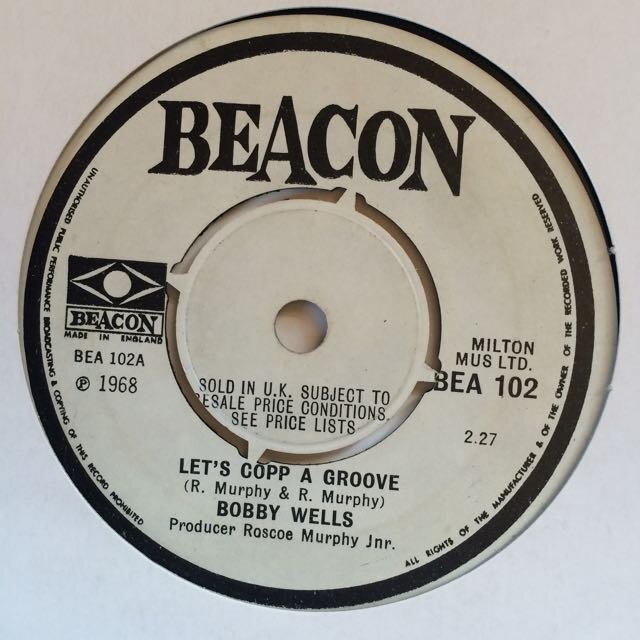 BEACON
UNAUTHORISED PUBLIC PERFORMANCE BROADCASTING & COPYING OF THIS RECORD PROHIBITED
ALL RIGHTS OF THE MANUFACTURER & OF THE OWNER OF THE RECORDED WORK RESERVED
BEACON
MADE IN ENGLAND
BEA 102A
℗ 1968
MILTON
MUS LTD.
BEA 102
2.27
SOLD IN U.K. SUBJECT TO
RESALE PRICE CONDITIONS,
SEE PRICE LISTS
LET'S COPP A GROOVE
(R. Murphy & R. Murphy)
BOBBY WELLS
Producer Roscoe Murphy Jnr.